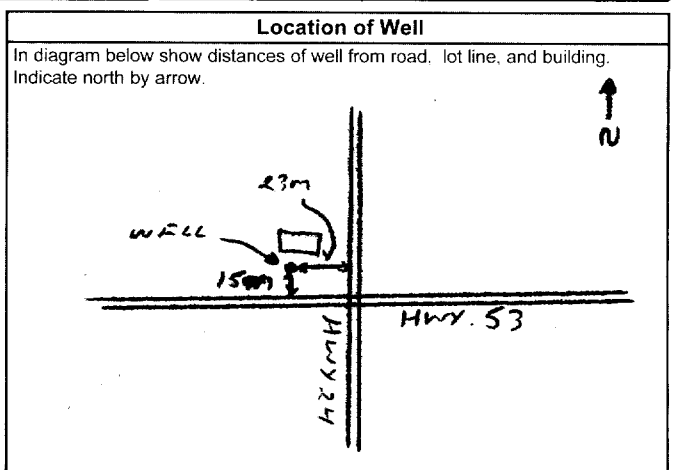 Location of Well
In diagram below show distances of well from road, lot line, and building.
Indicate north by arrow.
N
23m
WELL
15m
HWY. 53
HWY 24